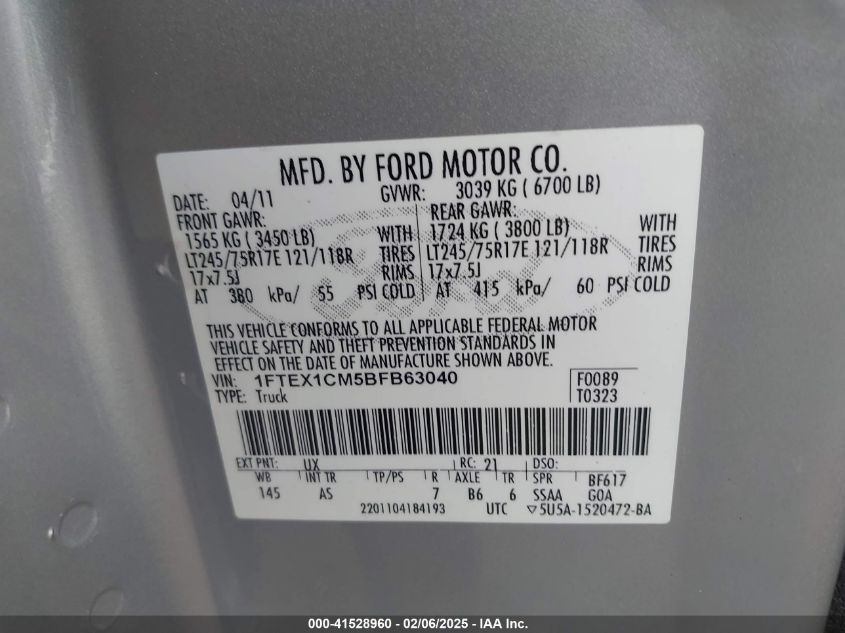 MFD. BY FORD MOTOR CO.
DATE: 04/11 GVWR: 3039 KG ( 6700 LB)
FRONT GAWR: REAR GAWR:
1565 KG ( 3450 LB) WITH 1724 KG ( 3800 LB) WITH
LT245/75R17E 121/118R TIRES LT245/75R17E 121/118R TIRES
17x7.5J RIMS 17x7.5J RIMS
AT 380 kPa/ 55 PSI COLD AT 415 kPa/ 60 PSI COLD
Ford
THIS VEHICLE CONFORMS TO ALL APPLICABLE FEDERAL MOTOR
VEHICLE SAFETY AND THEFT PREVENTION STANDARDS IN
EFFECT ON THE DATE OF MANUFACTURE SHOWN ABOVE.
VIN: 1FTEX1CM5BFB63040 F0089
TYPE: Truck T0323
EXT PNT: UX RC: 21 DSO:
WB INT TR TP/PS R AXLE TR SPR BF617
145 AS 7 B6 6 SSAA GOA
2201104184193 UTC ▽5U5A-1520472-BA
000-41528960 - 02/06/2025 - IAA Inc.